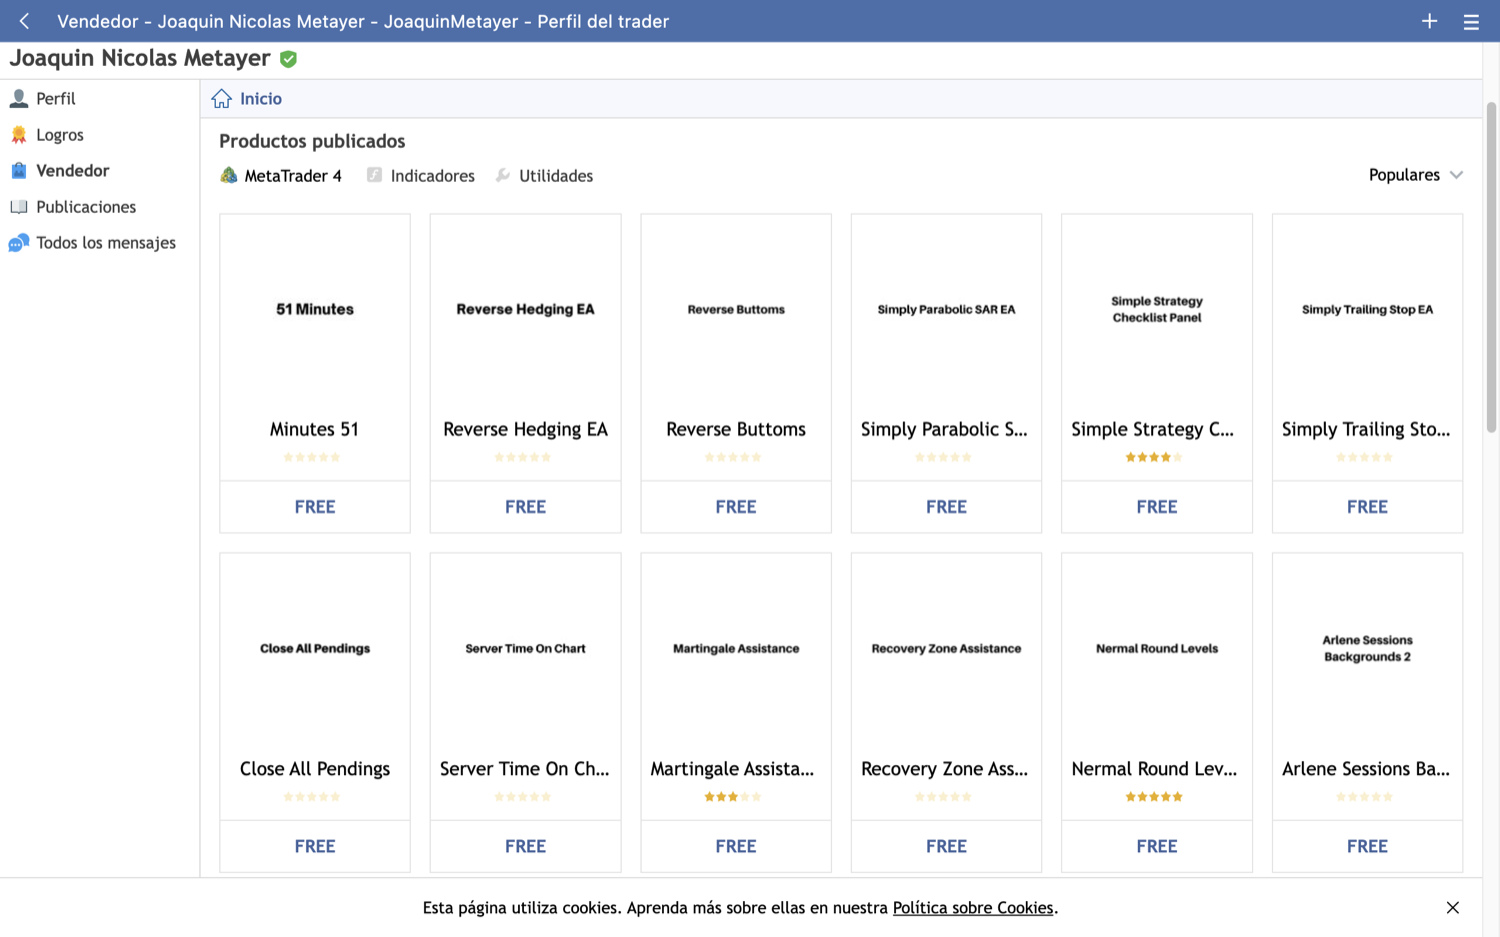 Vendedor - Joaquin Nicolas Metayer - JoaquinMetayer - Perfil del trader
Joaquin Nicolas Metayer
Perfil
Logros
Vendedor
Publicaciones
Todos los mensajes
Inicio
Productos publicados
MetaTrader 4
Indicadores
Utilidades
Populares
51 Minutes
Minutes 51
FREE
Reverse Hedging EA
Reverse Hedging EA
FREE
Reverse Buttoms
Reverse Buttoms
FREE
Simply Parabolic SAR EA
Simply Parabolic S...
FREE
Simple Strategy
Checklist Panel
Simple Strategy C...
FREE
Simply Trailing Stop EA
Simply Trailing Sto...
FREE
Close All Pendings
Close All Pendings
FREE
Server Time On Chart
Server Time On Ch...
FREE
Martingale Assistance
Martingale Assista...
FREE
Recovery Zone Assistance
Recovery Zone Ass...
FREE
Nermal Round Levels
Nermal Round Lev...
FREE
Arlene Sessions
Backgrounds 2
Arlene Sessions Ba...
FREE
Esta página utiliza cookies. Aprenda más sobre ellas en nuestra Política sobre Cookies.